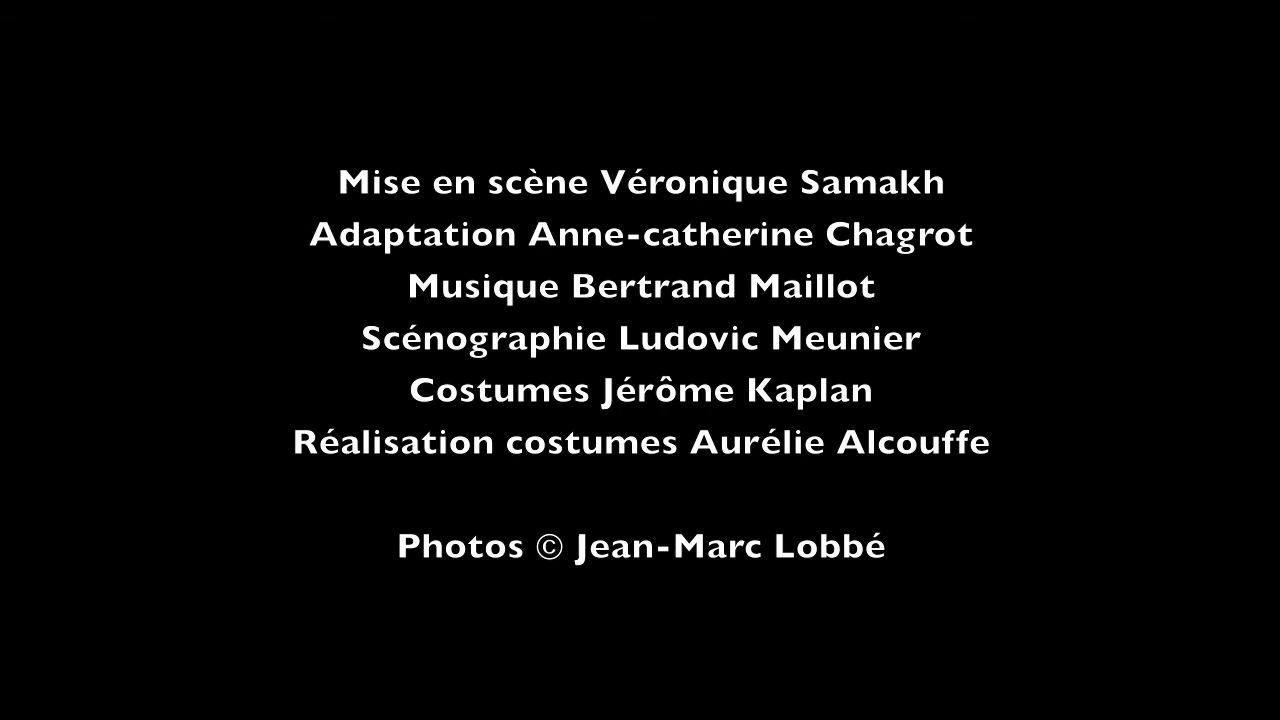 Mise en scène Véronique Samakh
Adaptation Anne-catherine Chagrot
Musique Bertrand Maillot
Scénographie Ludovic Meunier
Costumes Jérôme Kaplan
Réalisation costumes Aurélie Alcouffe
Photos © Jean-Marc Lobbé